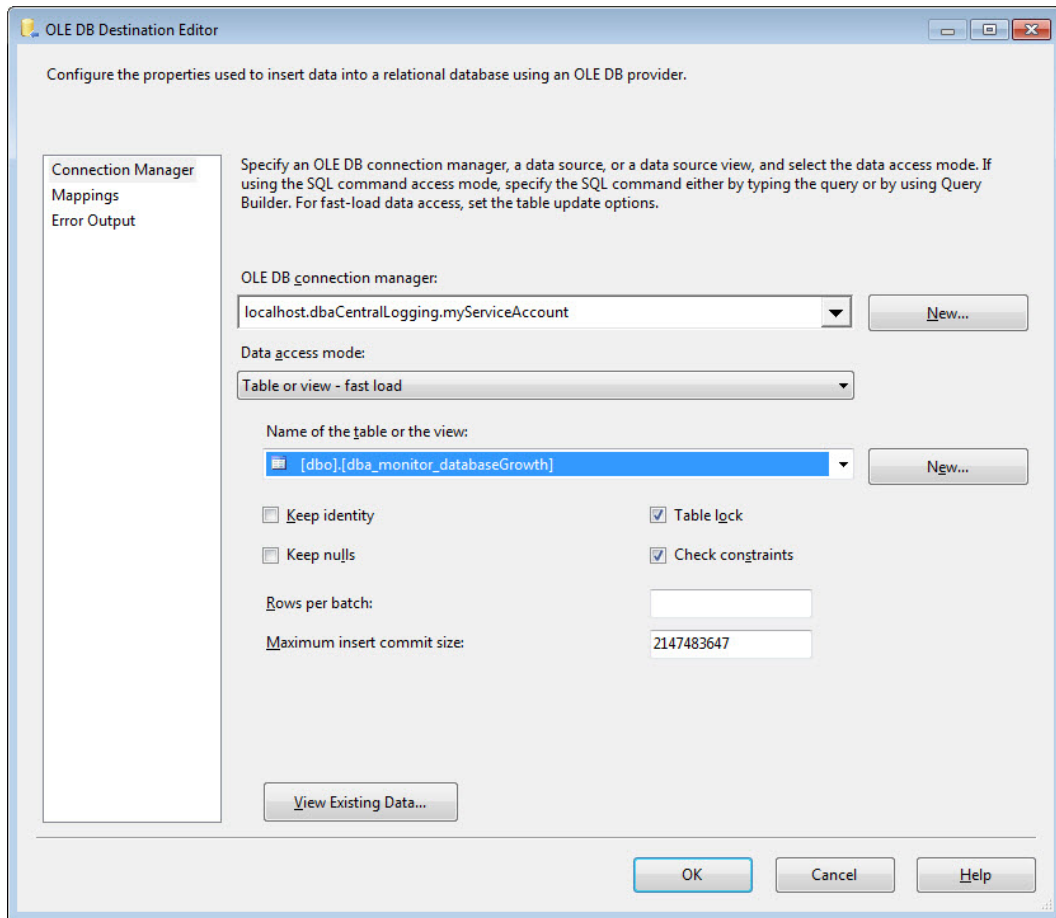 OLE DB Destination Editor
Configure the properties used to insert data into a relational database using an OLE DB provider.
Connection Manager
Mappings
Error Output
Specify an OLE DB connection manager, a data source, or a data source view, and select the data access mode. If
using the SQL command access mode, specify the SQL command either by typing the query or by using Query
Builder. For fast-load data access, set the table update options.
OLE DB connection manager:
localhost.dbaCentralLogging.myServiceAccount
New...
Data access mode:
Table or view - fast load
Name of the table or the view:
[dbo].[dba_monitor_databaseGrowth]
New...
Keep identity
Table lock
Keep nulls
Check constraints
Rows per batch:
Maximum insert commit size:
2147483647
View Existing Data...
OK
Cancel
Help